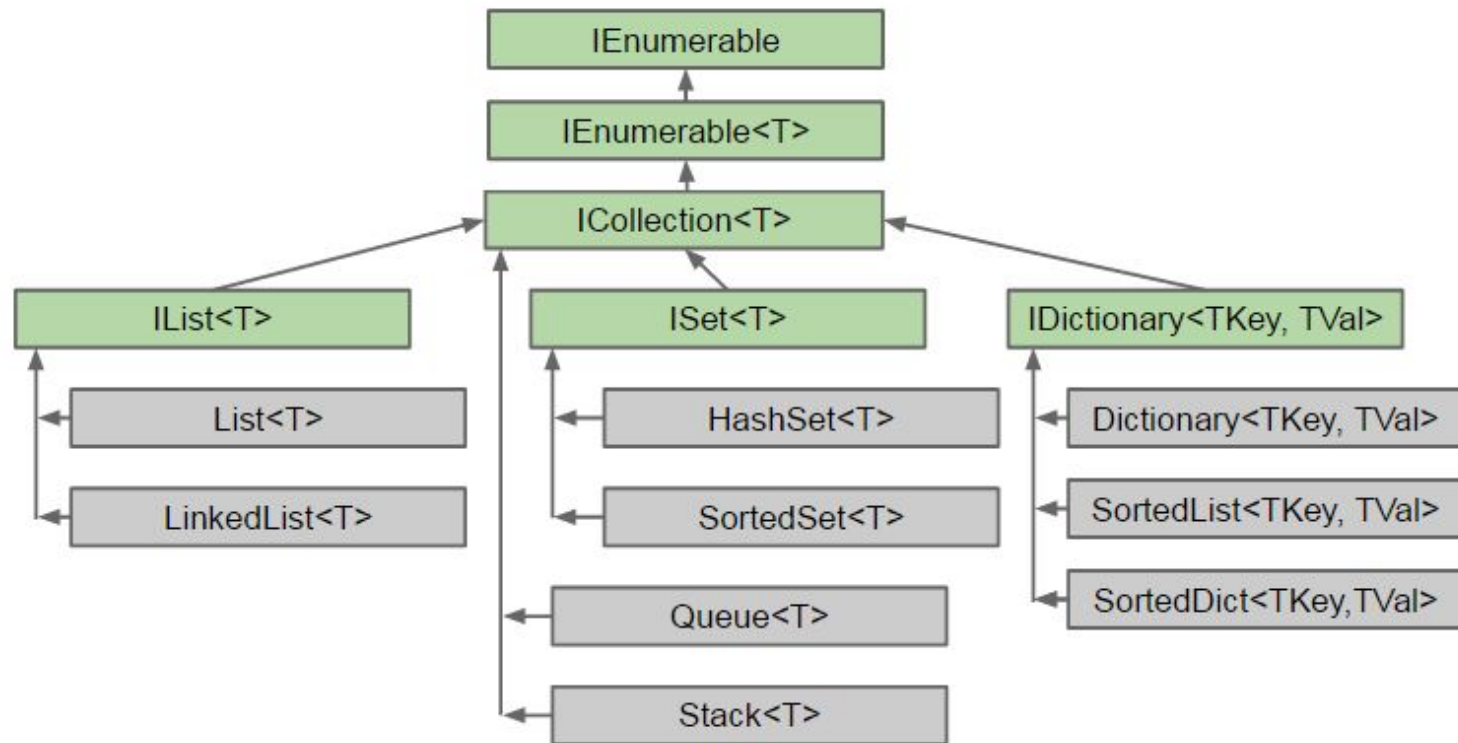 IEnumerable
IEnumerable<T>
ICollection<T>
IList<T>
ISet<T>
IDictionary<TKey, TVal>
List<T>
HashSet<T>
Dictionary<TKey, TVal>
LinkedList<T>
SortedSet<T>
SortedList<TKey, TVal>
Queue<T>
SortedDict<TKey,TVal>
Stack<T>